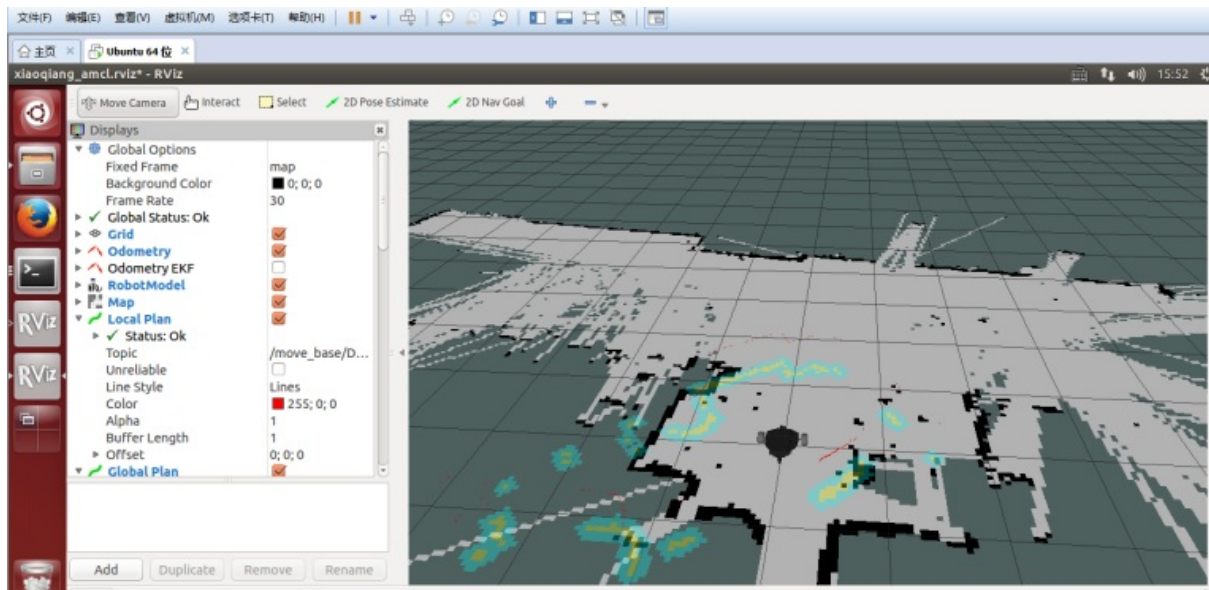 文件(F) 编辑(E) 查看(V) 虚拟机(M) 选项卡(T) 帮助(H)
主页 × Ubuntu 64 位 ×
xiaoqiang_amcl.rviz* - RViz 15:52
Move Camera Interact Select 2D Pose Estimate 2D Nav Goal
Displays
Global Options
Fixed Frame map
Background Color 0; 0; 0
Frame Rate 30
Global Status: Ok
Grid
Odometry
Odometry EKF
RobotModel
Map
Local Plan
Status: Ok
Topic /move_base/D...
Unreliable
Line Style Lines
Color 255; 0; 0
Alpha 1
Buffer Length 1
Offset 0; 0; 0
Global Plan
Add Duplicate Remove Rename
RViz
RViz